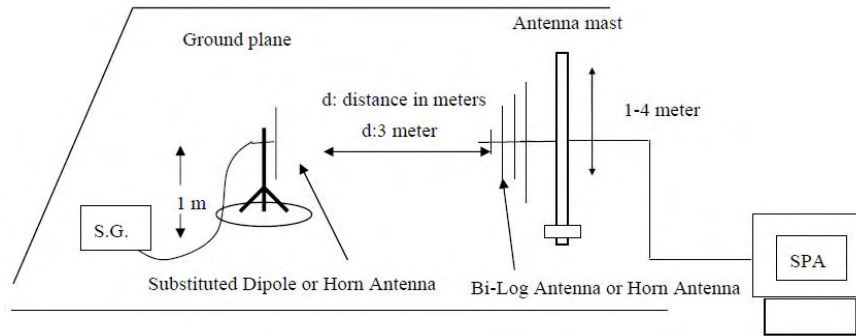 Antenna mast
Ground plane
d: distance in meters
d:3 meter
1-4 meter
1 m
S.G.
SPA
Substituted Dipole or Horn Antenna
Bi-Log Antenna or Horn Antenna